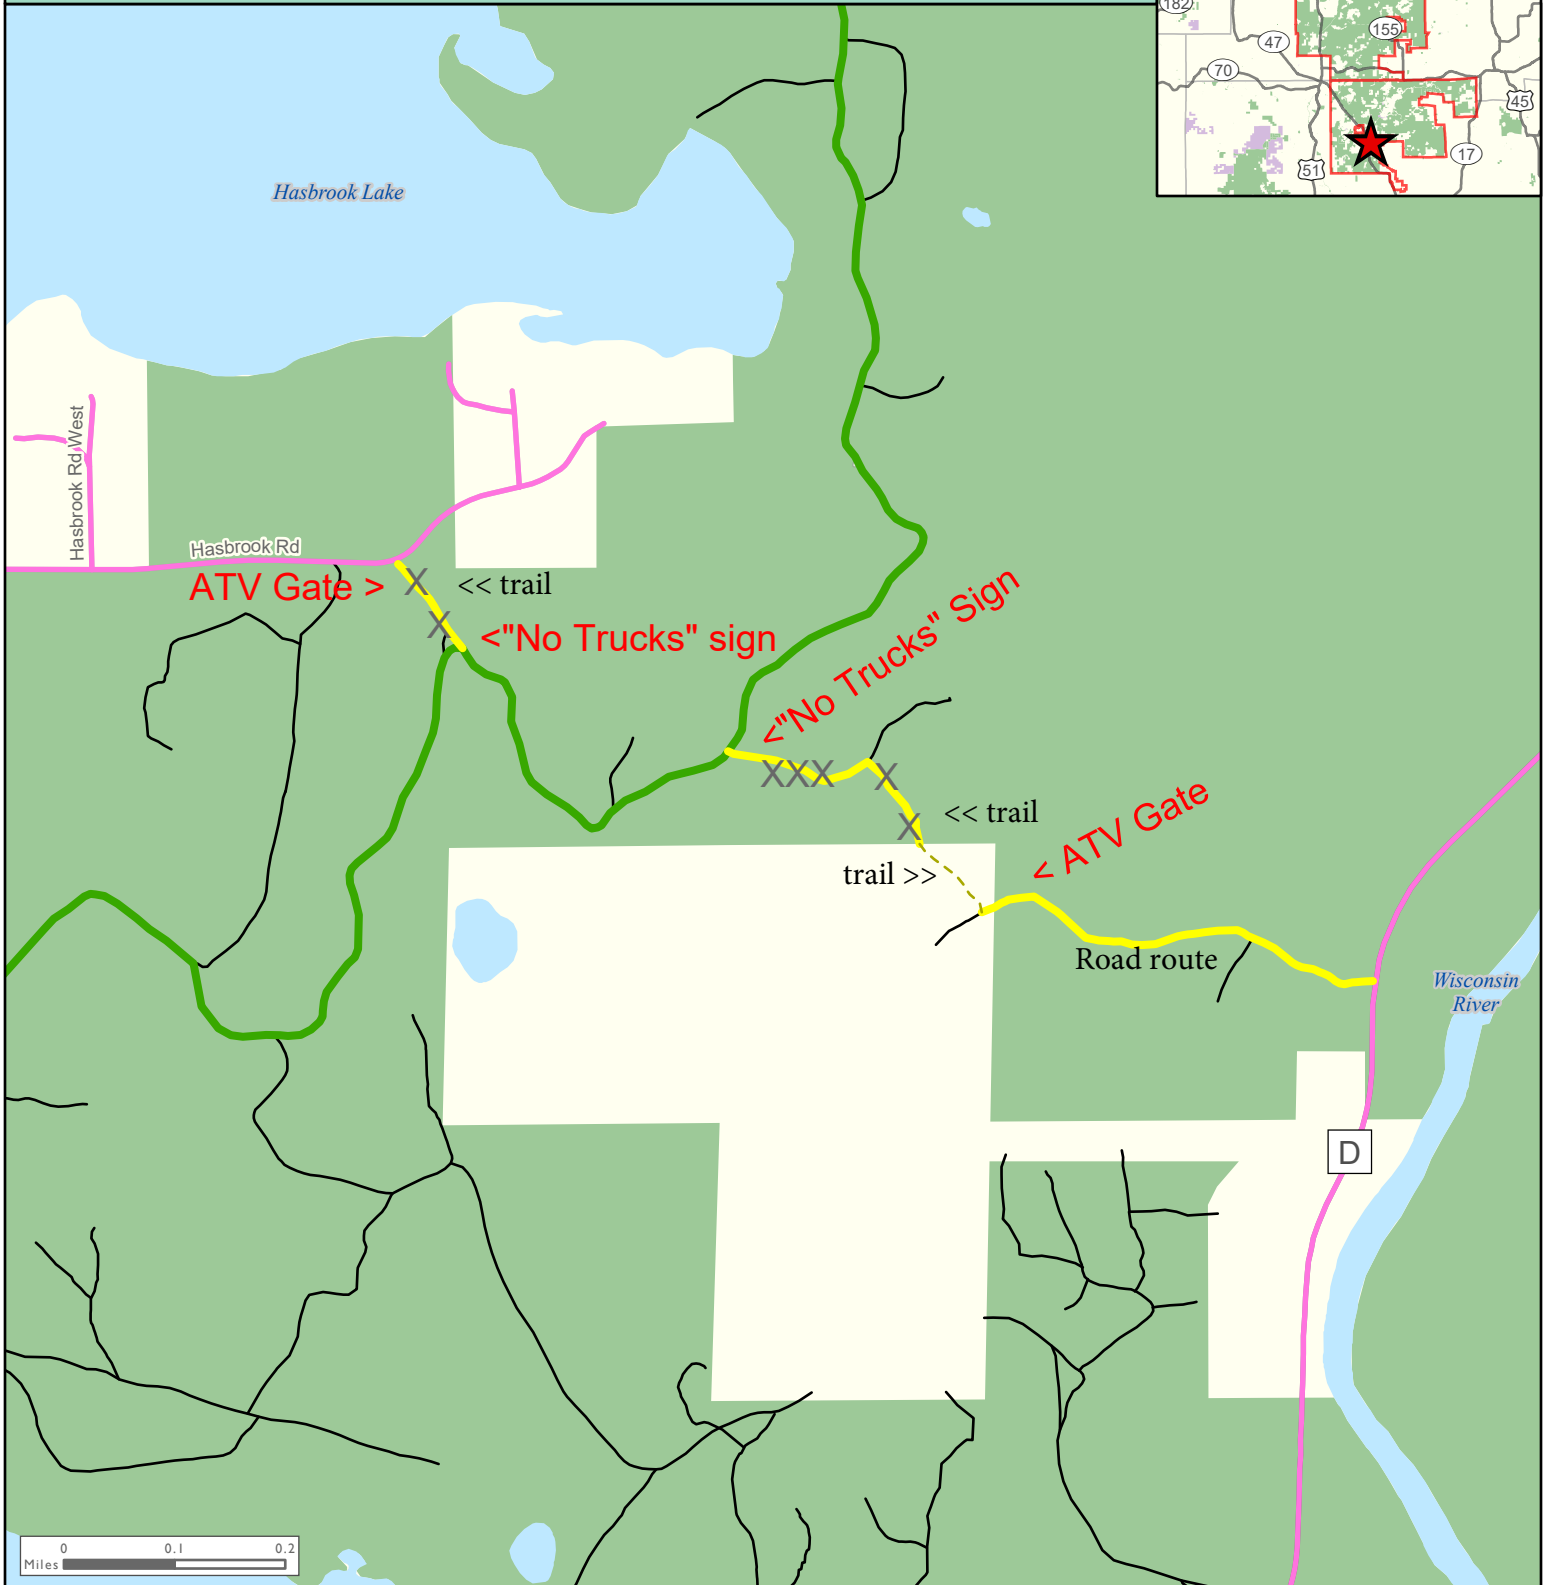 182
155
47
70
45
17
51
Hasbrook Lake
Hasbrook Rd West
Hasbrook Rd
ATV Gate >
<< trail
<"No Trucks" sign
<"No Trucks" Sign
X
X
XXX
X
X
<< trail
trail >>
< ATV Gate
Road route
Wisconsin
River
D
0 0.1 0.2
Miles